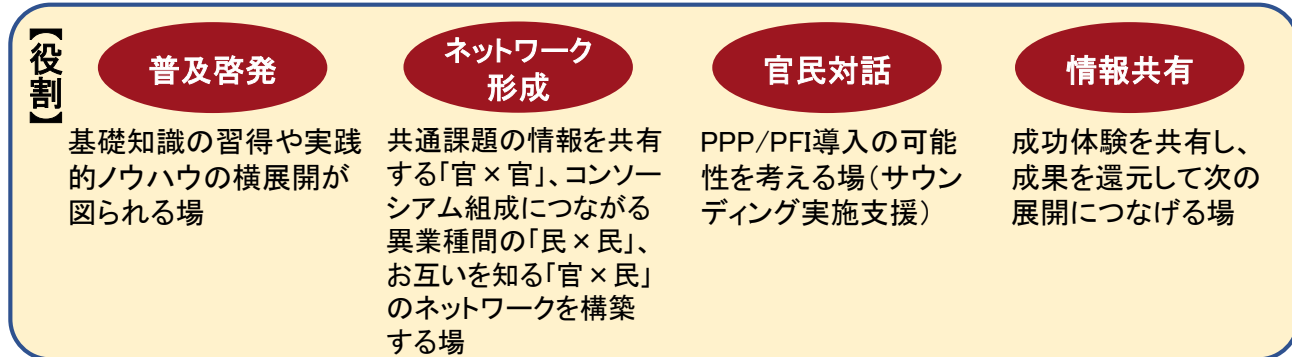 【役割】
普及啓発
基礎知識の習得や実践
的ノウハウの横展開が
図られる場
ネットワーク
形成
共通課題の情報を共有
する「官×官」、コンソー
シアム組成につながる
異業種間の「民×民」、
お互いを知る「官×民」
のネットワークを構築
する場
官民対話
PPP/PFI導入の可能
性を考える場(サウン
ディング実施支援)
情報共有
成功体験を共有し、
成果を還元して次の
展開につなげる場